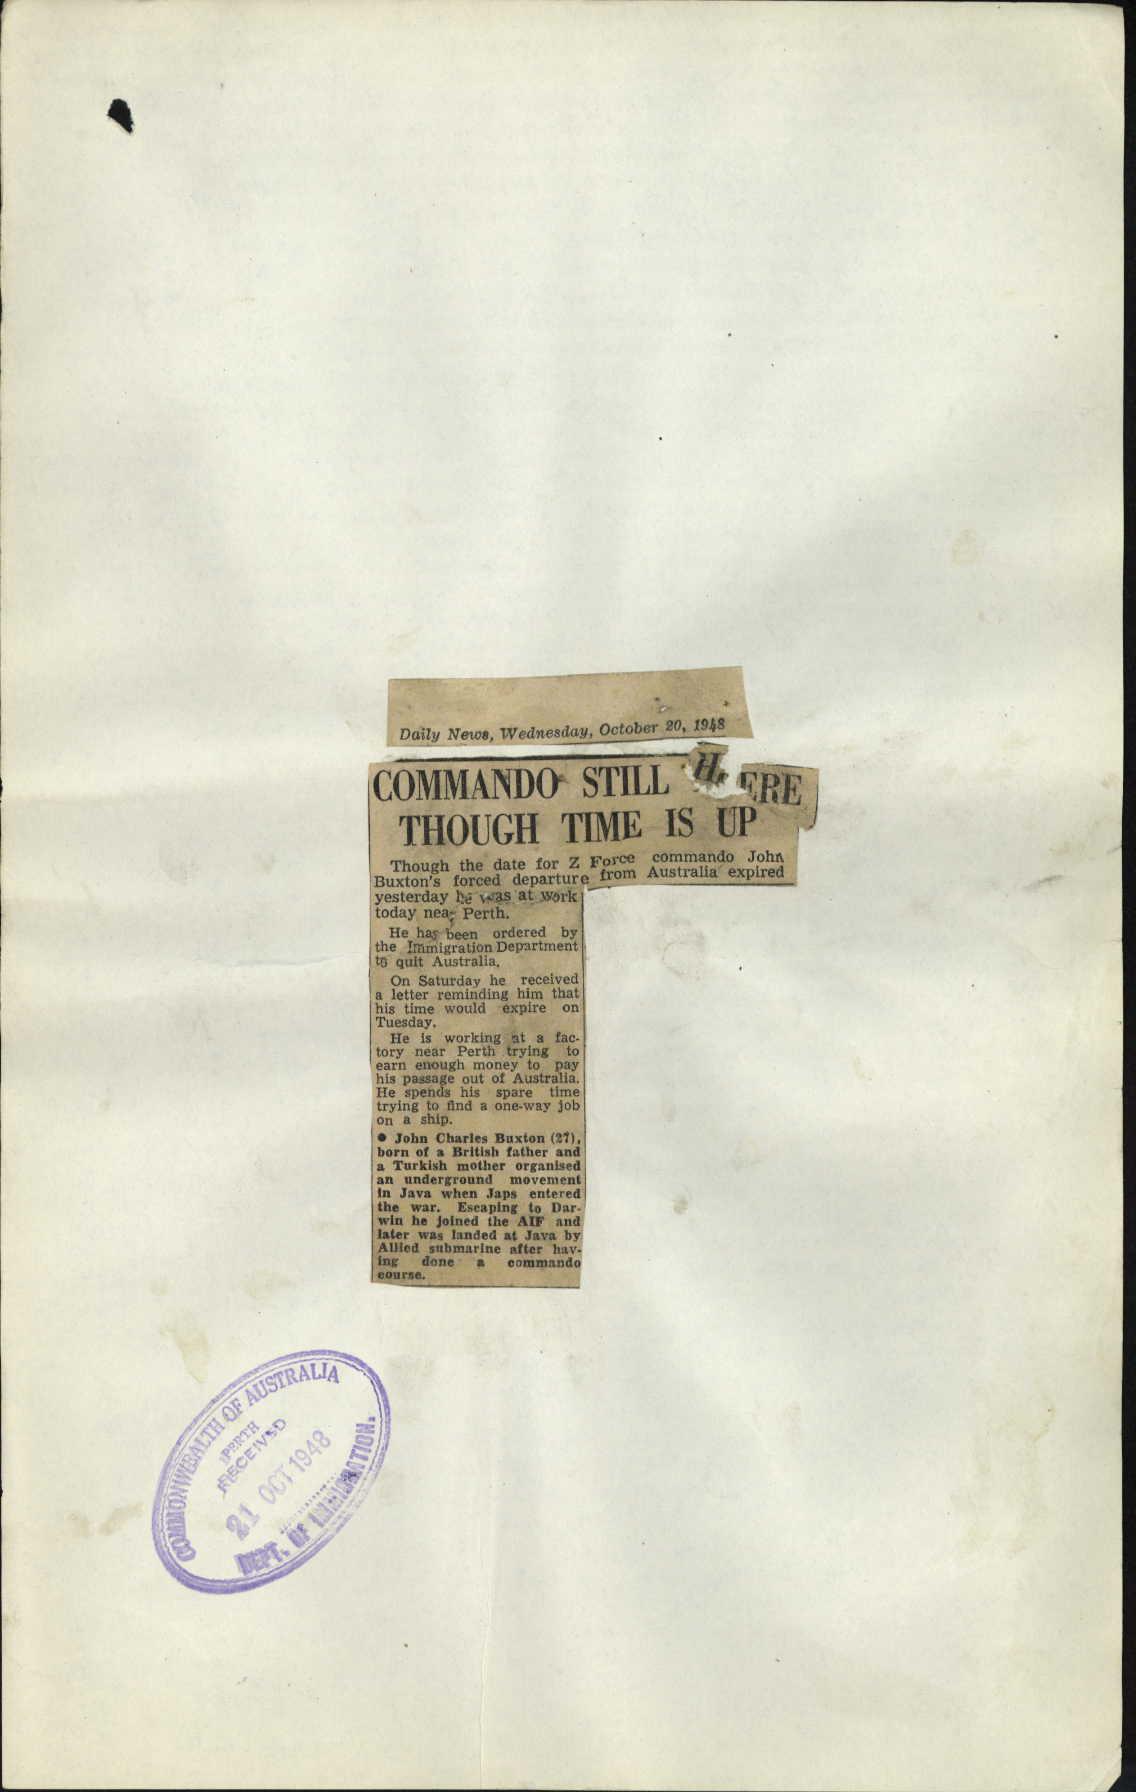 Daily News, Wednesday, October 20, 1948
COMMANDO STILL HERE
THOUGH TIME IS UP
Though the date for Z Force commando John
Buxton's forced departure from Australia expired
yesterday he was at work
today near Perth.
He has been ordered by
the Immigration Department
to quit Australia.
On Saturday he received
a letter reminding him that
his time would expire on
Tuesday.
He is working at a fac-
tory near Perth trying to
earn enough money to pay
his passage out of Australia.
He spends his spare time
trying to find a one-way job
on a ship.
● John Charles Buxton (27),
born of a British father and
a Turkish mother organised
an underground movement
in Java when Japs entered
the war. Escaping to Dar-
win he joined the AIF and
later was landed at Java by
Allied submarine after hav-
ing done a commando
course.
COMMONWEALTH OF AUSTRALIA
PERTH
RECEIVED
21 OCT 1948
DEPT. OF IMMIGRATION.